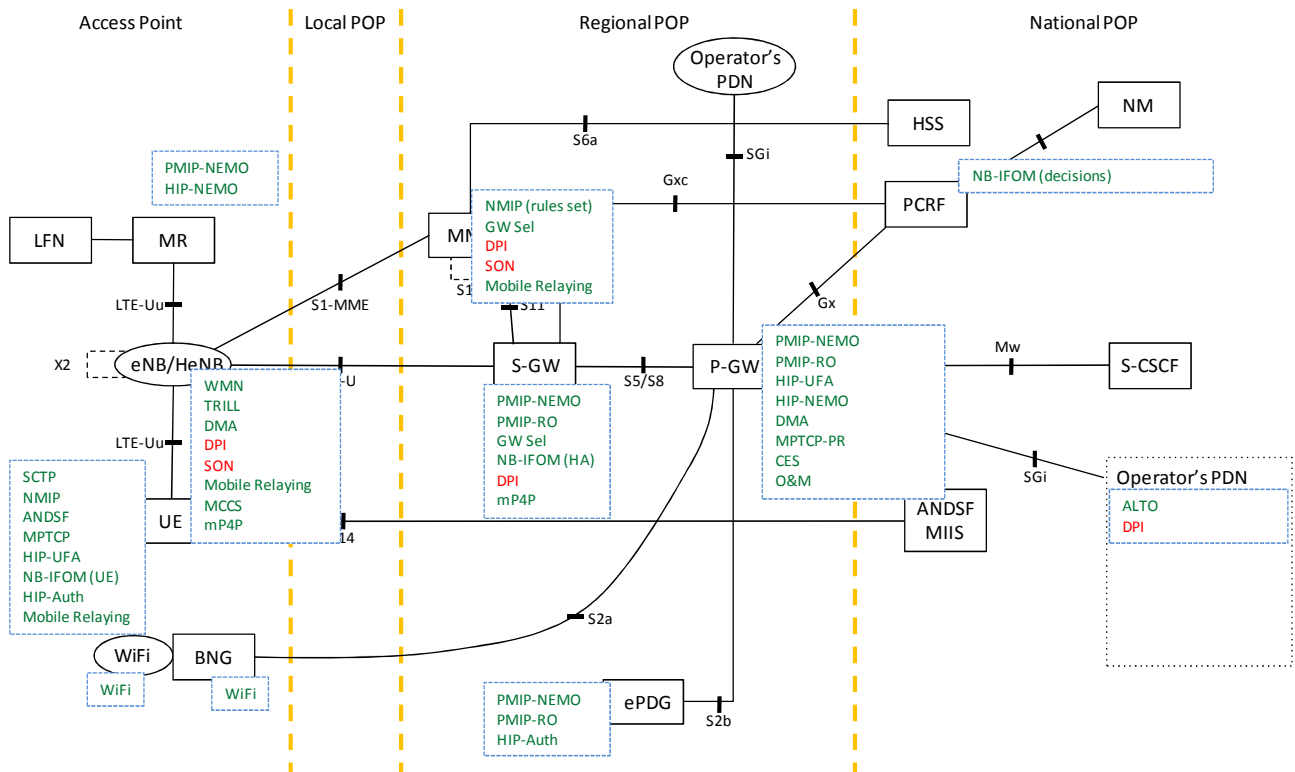 Access Point
Local POP
Regional POP
National POP
Operator's
PDN
NM
HSS
S6a
SGi
PMIP-NEMO
HIP-NEMO
NB-IFOM (decisions)
Gxc
PCRF
LFN
MR
MM
NMIP (rules set)
GW Sel
DPI
SON
Mobile Relaying
S1
S11
LTE-Uu
S1-MME
Gx
X2
eNB/HeNB
-U
S-GW
S5/S8
P-GW
Mw
S-CSCF
PMIP-NEMO
PMIP-RO
HIP-UFA
HIP-NEMO
DMA
MPTCP-PR
CES
O&M
WMN
TRILL
DMA
DPI
SON
Mobile Relaying
MCCS
mP4P
PMIP-NEMO
PMIP-RO
GW Sel
NB-IFOM (HA)
DPI
mP4P
LTE-Uu
SGi
SCTP
NMIP
ANDSF
MPTCP
HIP-UFA
NB-IFOM (UE)
HIP-Auth
Mobile Relaying
UE
14
ANDSF
MIIS
Operator's PDN
ALTO
DPI
S2a
WiFi
BNG
WiFi
WiFi
PMIP-NEMO
PMIP-RO
HIP-Auth
ePDG
S2b